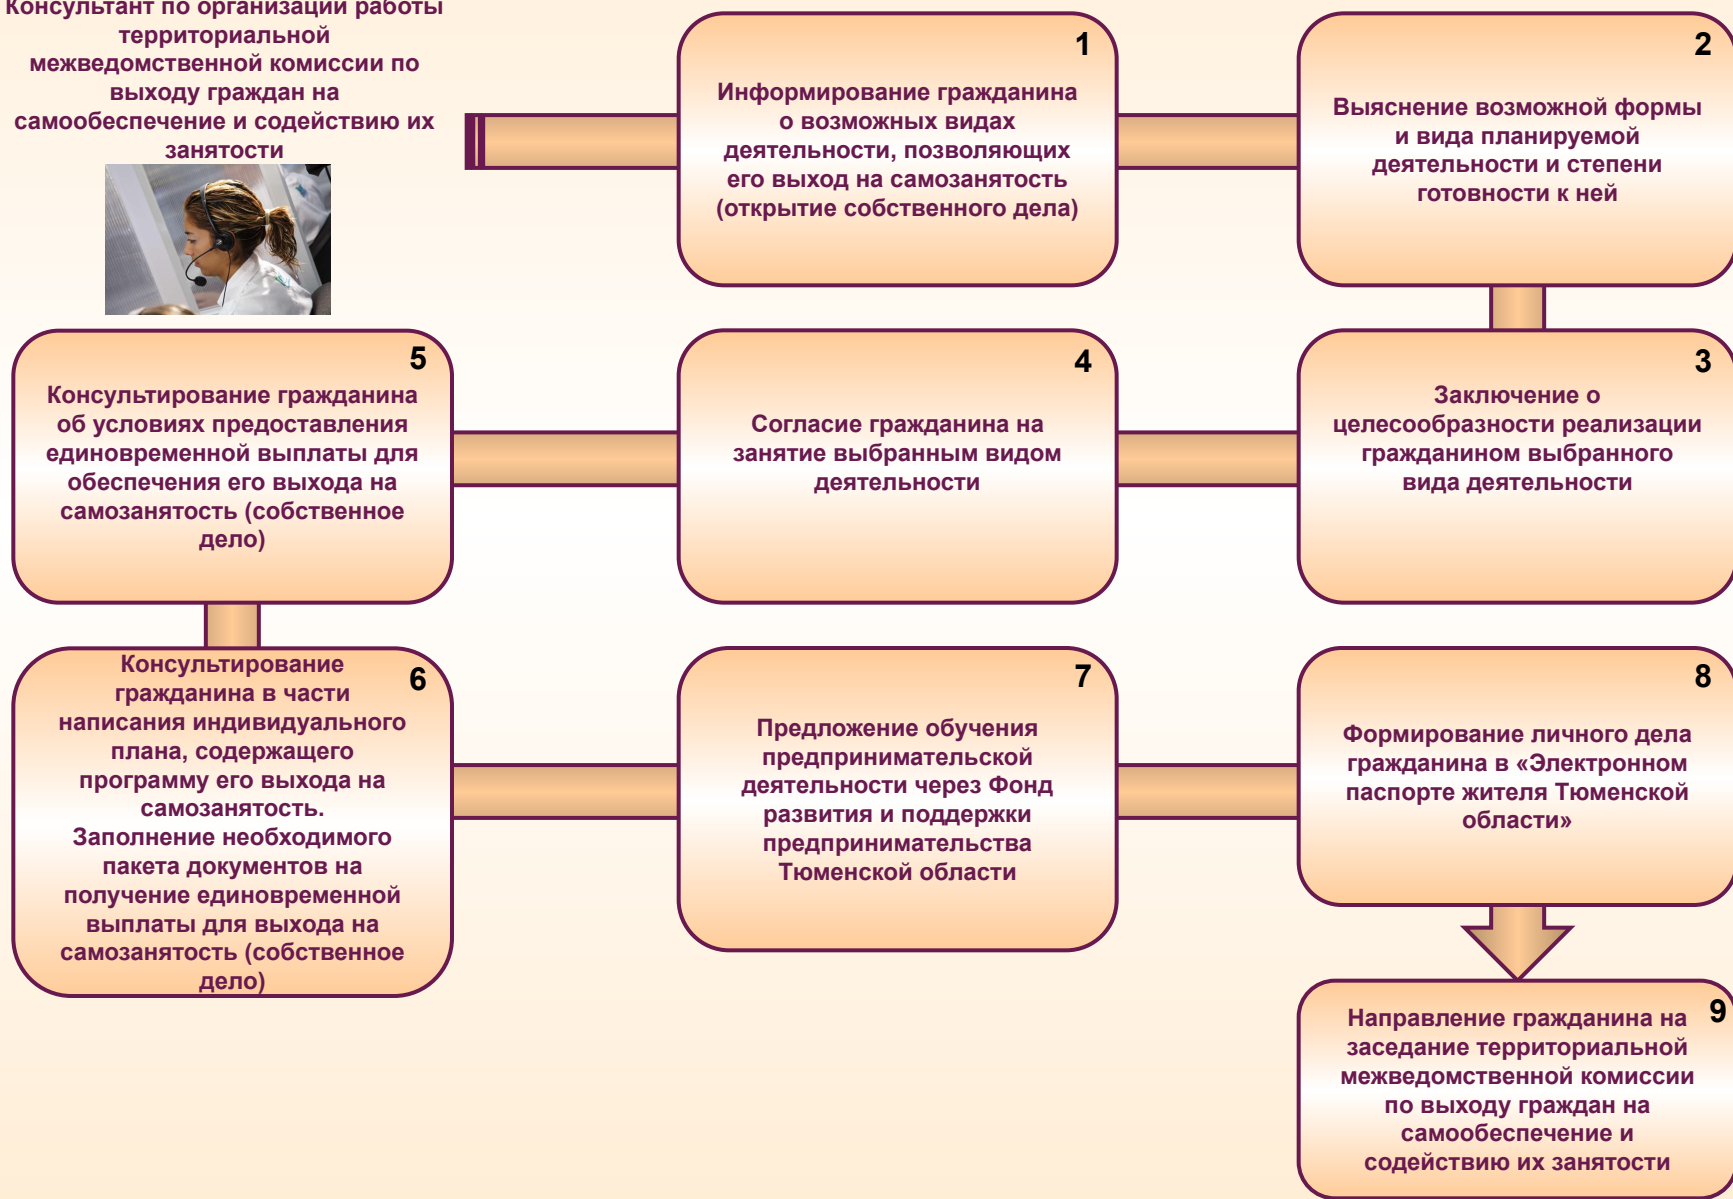 Консультант по организации работы
территориальной
межведомственной комиссии по
выходу граждан на
самообеспечение и содействию их
занятости
1
Информирование гражданина
о возможных видах
деятельности, позволяющих
его выход на самозанятость
(открытие собственного дела)
2
Выяснение возможной формы
и вида планируемой
деятельности и степени
готовности к ней
3
Заключение о
целесообразности реализации
гражданином выбранного
вида деятельности
4
Согласие гражданина на
занятие выбранным видом
деятельности
5
Консультирование гражданина
об условиях предоставления
единовременной выплаты для
обеспечения его выхода на
самозанятость (собственное
дело)
6
Консультирование
гражданина в части
написания индивидуального
плана, содержащего
программу его выхода на
самозанятость.
Заполнение необходимого
пакета документов на
получение единовременной
выплаты для выхода на
самозанятость (собственное
дело)
7
Предложение обучения
предпринимательской
деятельности через Фонд
развития и поддержки
предпринимательства
Тюменской области
8
Формирование личного дела
гражданина в «Электронном
паспорте жителя Тюменской
области»
9
Направление гражданина на
заседание территориальной
межведомственной комиссии
по выходу граждан на
самообеспечение и
содействию их занятости